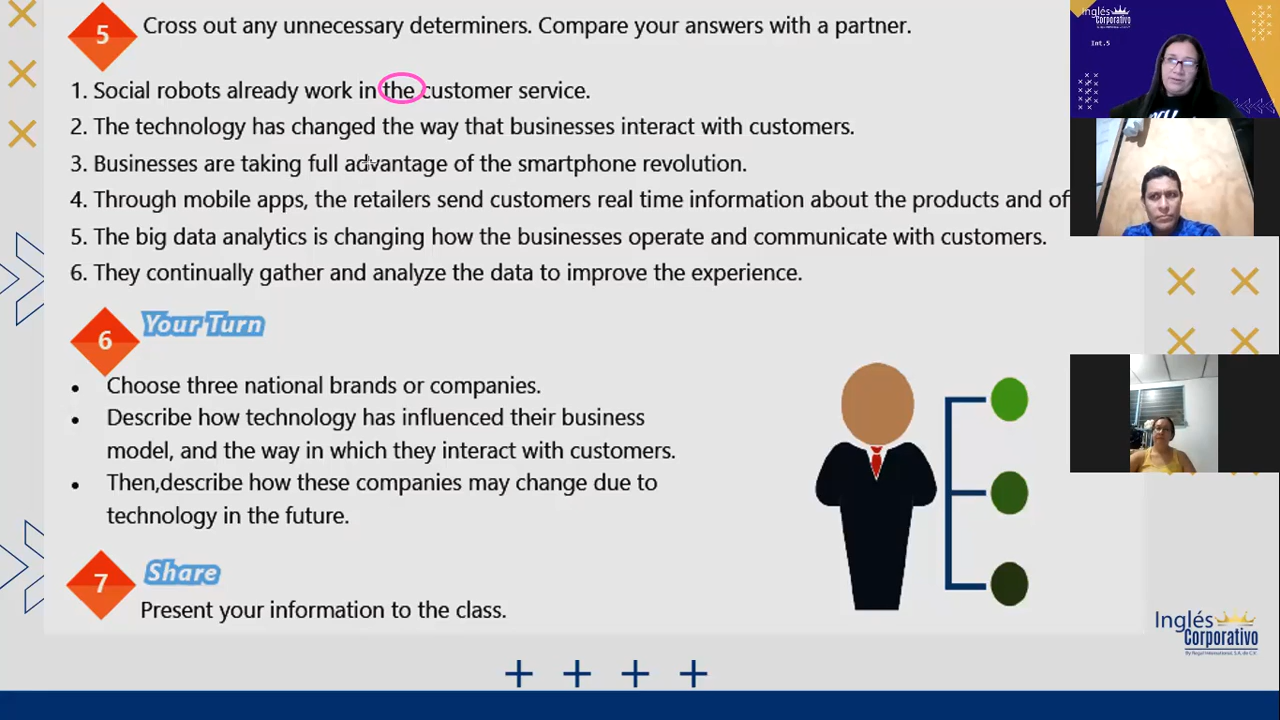 5 Cross out any unnecessary determiners. Compare your answers with a partner.
1. Social robots already work in the customer service.
2. The technology has changed the way that businesses interact with customers.
3. Businesses are taking full advantage of the smartphone revolution.
4. Through mobile apps, the retailers send customers real time information about the products and of
5. The big data analytics is changing how the businesses operate and communicate with customers.
6. They continually gather and analyze the data to improve the experience.
6 Your Turn
• Choose three national brands or companies.
• Describe how technology has influenced their business
model, and the way in which they interact with customers.
• Then,describe how these companies may change due to
technology in the future.
7 Share
Present your information to the class.
Inglés
Corporativo
Int.5
Inglés
Corporativo
By Regal International, S.A. de C.V.